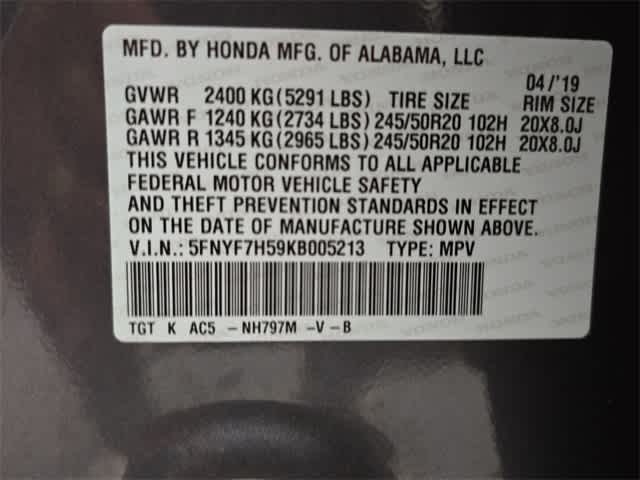 MFD. BY HONDA MFG. OF ALABAMA, LLC
04/'19
GVWR 2400 KG (5291 LBS) TIRE SIZE RIM SIZE
GAWR F 1240 KG (2734 LBS) 245/50R20 102H 20X8.0J
GAWR R 1345 KG (2965 LBS) 245/50R20 102H 20X8.0J
THIS VEHICLE CONFORMS TO ALL APPLICABLE
FEDERAL MOTOR VEHICLE SAFETY
AND THEFT PREVENTION STANDARDS IN EFFECT
ON THE DATE OF MANUFACTURE SHOWN ABOVE.
V.I.N.: 5FNYF7H59KB005213 TYPE: MPV
TGT K AC5 -NH797M -V-B